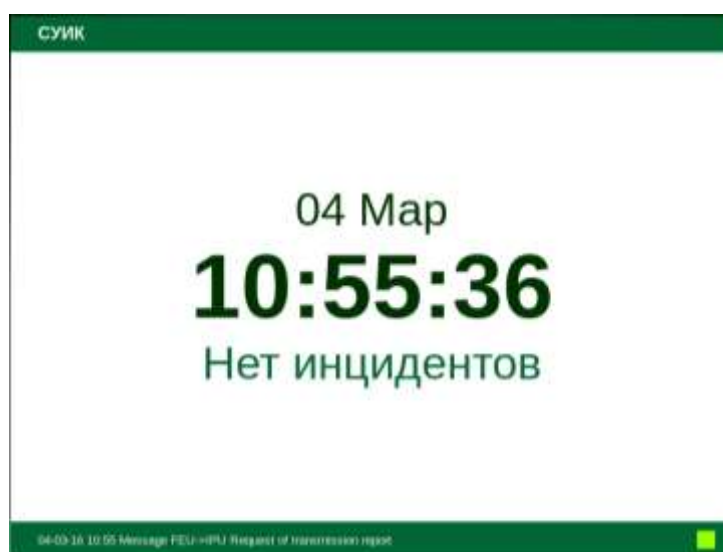 СУИК
04 Мар
10:55:36
Нет инцидентов
04-03-16 10:55 Message FEU->IPU Request of transmission report